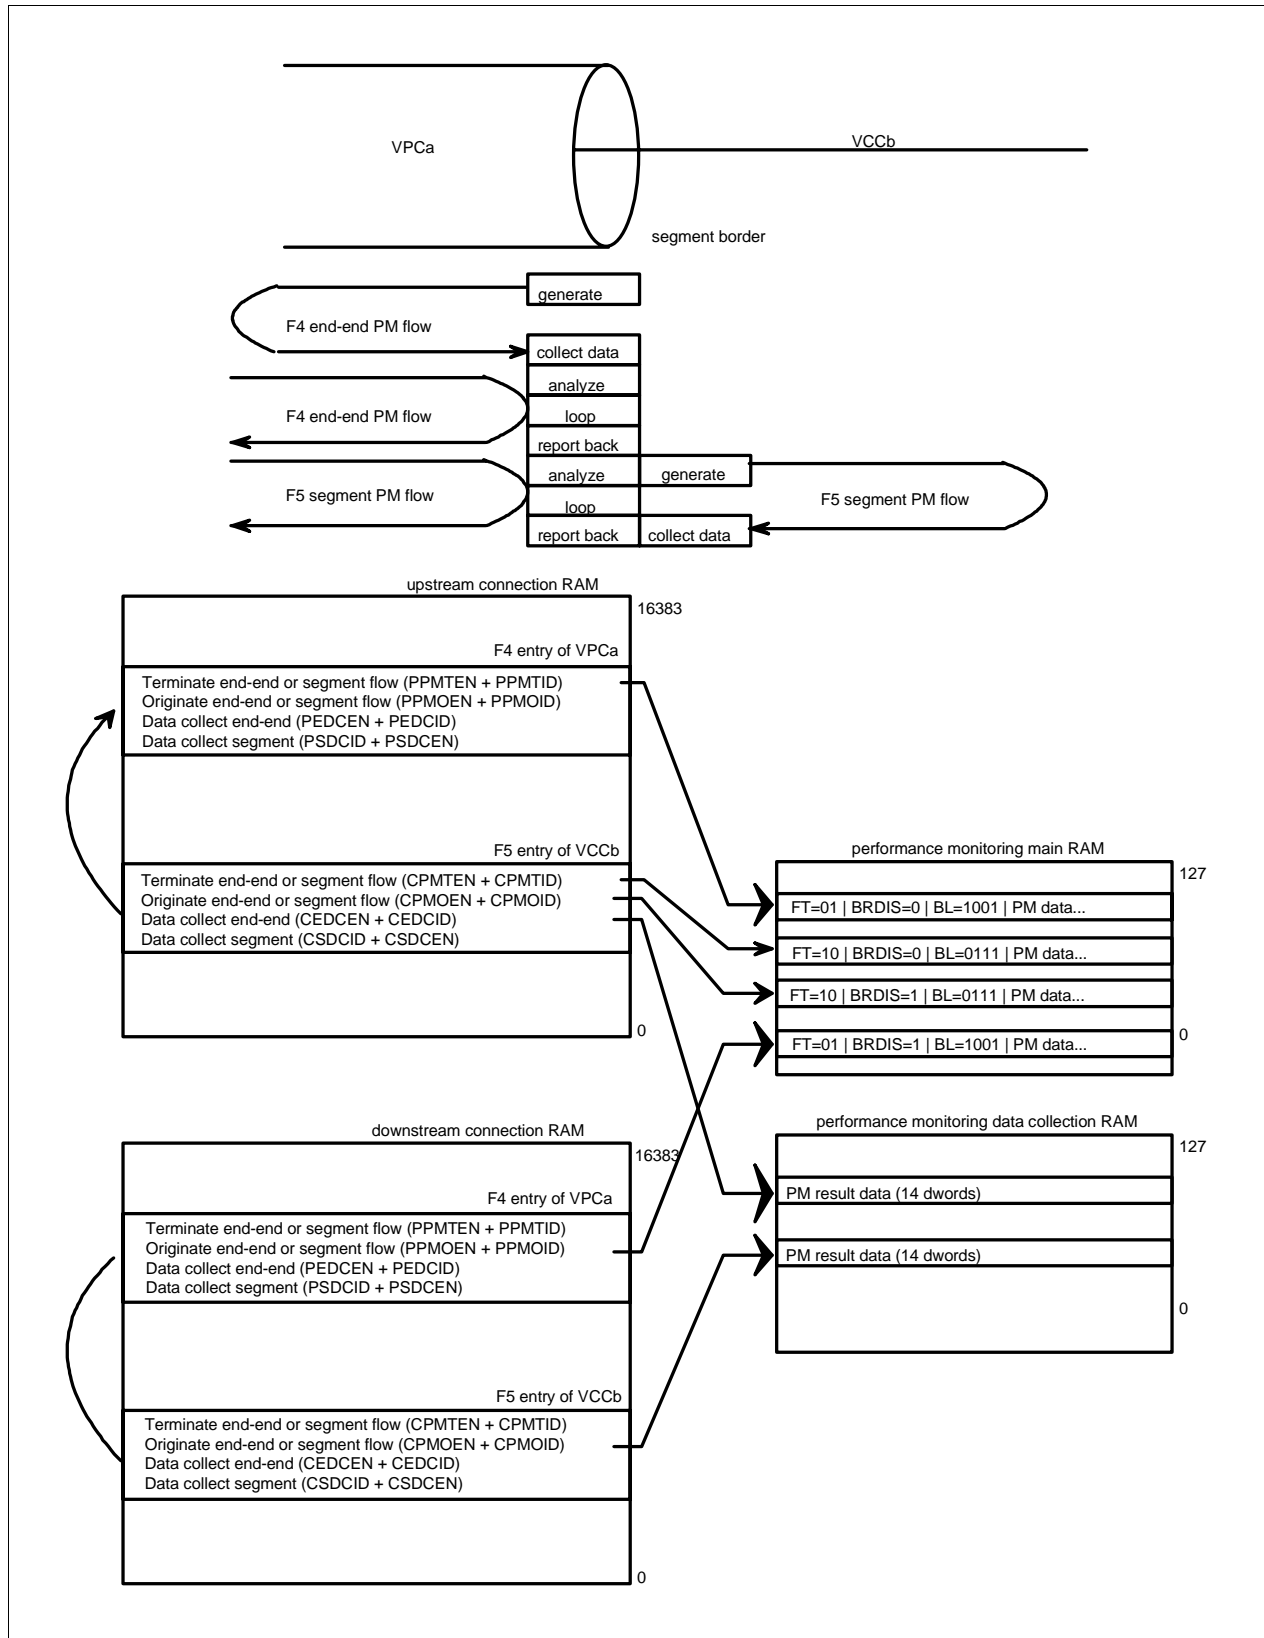 VPCa
VCCb
segment border
generate
F4 end-end PM flow
collect data
analyze
F4 end-end PM flow
loop
report back
analyze
generate
F5 segment PM flow
F5 segment PM flow
loop
report back
collect data
upstream connection RAM
16383
F4 entry of VPCa
Terminate end-end or segment flow (PPMTEN + PPMTID)
Originate end-end or segment flow (PPMOEN + PPMOID)
Data collect end-end (PEDCEN + PEDCID)
Data collect segment (PSDCID + PSDCEN)
F5 entry of VCCb
Terminate end-end or segment flow (CPMTEN + CPMTID)
Originate end-end or segment flow (CPMOEN + CPMOID)
Data collect end-end (CEDCEN + CEDCID)
Data collect segment (CSDCID + CSDCEN)
0
performance monitoring main RAM
127
FT=01 | BRDIS=0 | BL=1001 | PM data...
FT=10 | BRDIS=0 | BL=0111 | PM data...
FT=10 | BRDIS=1 | BL=0111 | PM data...
0
FT=01 | BRDIS=1 | BL=1001 | PM data...
downstream connection RAM
16383
F4 entry of VPCa
Terminate end-end or segment flow (PPMTEN + PPMTID)
Originate end-end or segment flow (PPMOEN + PPMOID)
Data collect end-end (PEDCEN + PEDCID)
Data collect segment (PSDCID + PSDCEN)
F5 entry of VCCb
Terminate end-end or segment flow (CPMTEN + CPMTID)
Originate end-end or segment flow (CPMOEN + CPMOID)
Data collect end-end (CEDCEN + CEDCID)
Data collect segment (CSDCID + CSDCEN)
0
performance monitoring data collection RAM
127
PM result data (14 dwords)
PM result data (14 dwords)
0